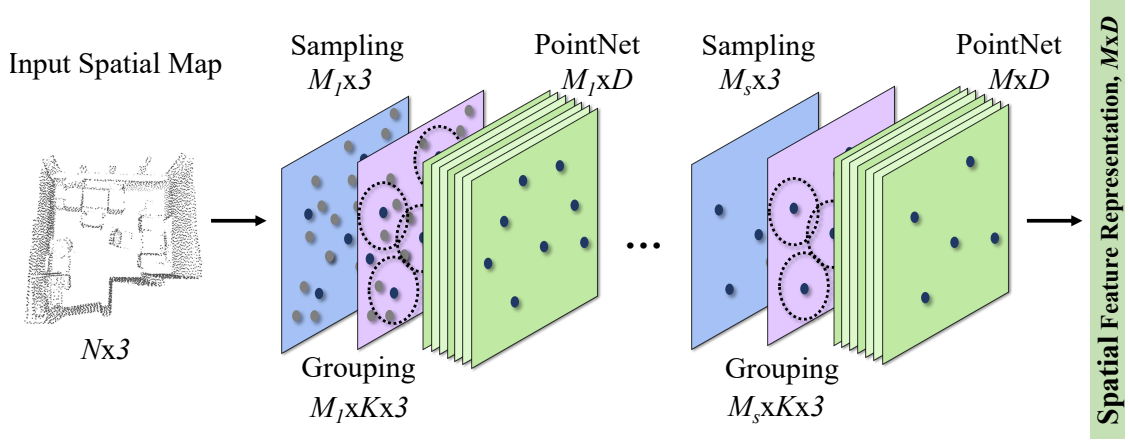 Input Spatial Map
Nx3
Sampling
M₁x3
PointNet
M₁xD
Grouping
M₁xKx3
...
Sampling
Mₛx3
PointNet
MxD
Grouping
MₛxKx3
Spatial Feature Representation, MxD